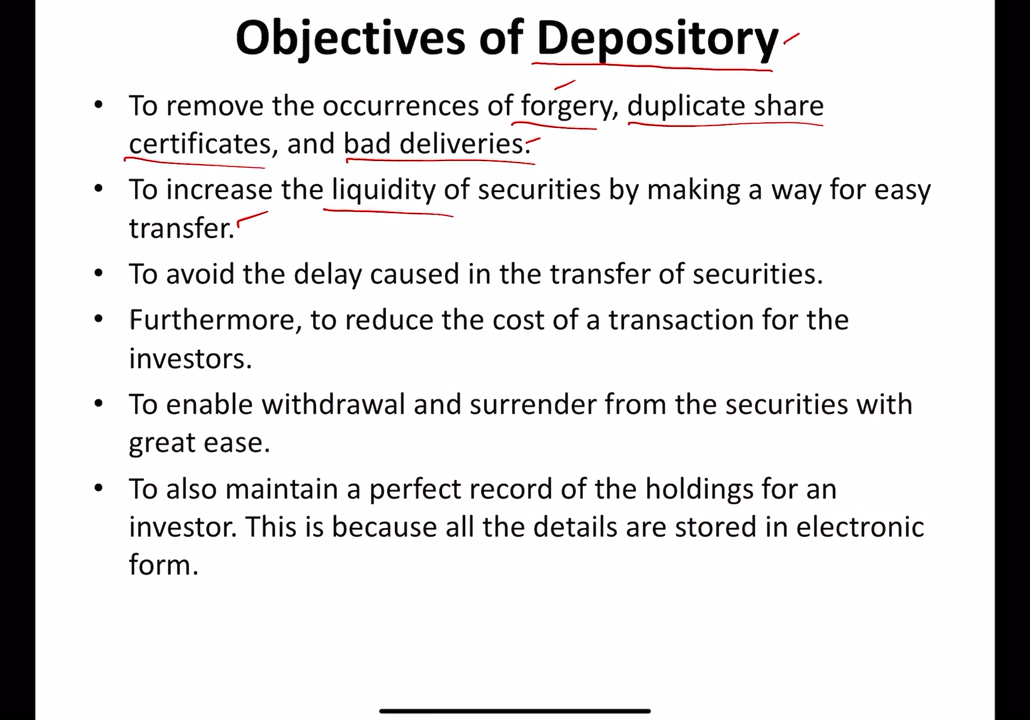 Objectives of Depository
• To remove the occurrences of forgery, duplicate share
certificates, and bad deliveries.
• To increase the liquidity of securities by making a way for easy
transfer.
• To avoid the delay caused in the transfer of securities.
• Furthermore, to reduce the cost of a transaction for the
investors.
• To enable withdrawal and surrender from the securities with
great ease.
• To also maintain a perfect record of the holdings for an
investor. This is because all the details are stored in electronic
form.